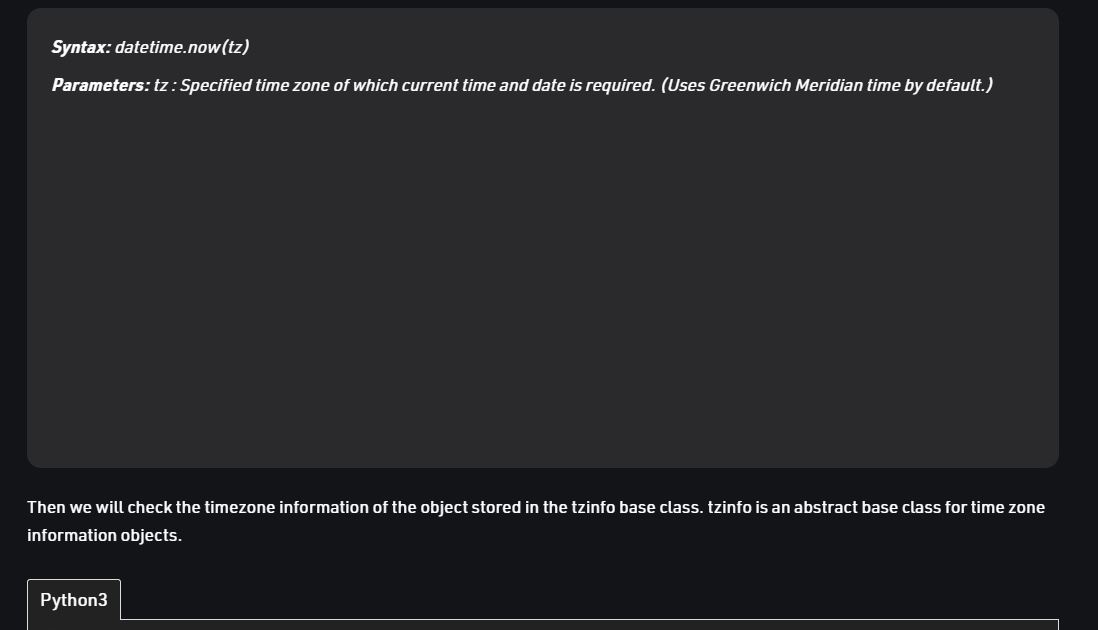 Syntax: datetime.now(tz)
Parameters: tz : Specified time zone of which current time and date is required. (Uses Greenwich Meridian time by default.)
Then we will check the timezone information of the object stored in the tzinfo base class. tzinfo is an abstract base class for time zone
information objects.
Python3